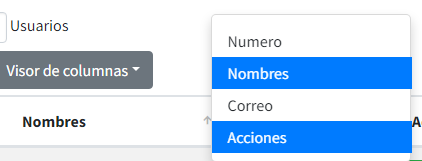 Usuarios
Visor de columnas
Numero
Nombres
Correo
Acciones
Nombres
A